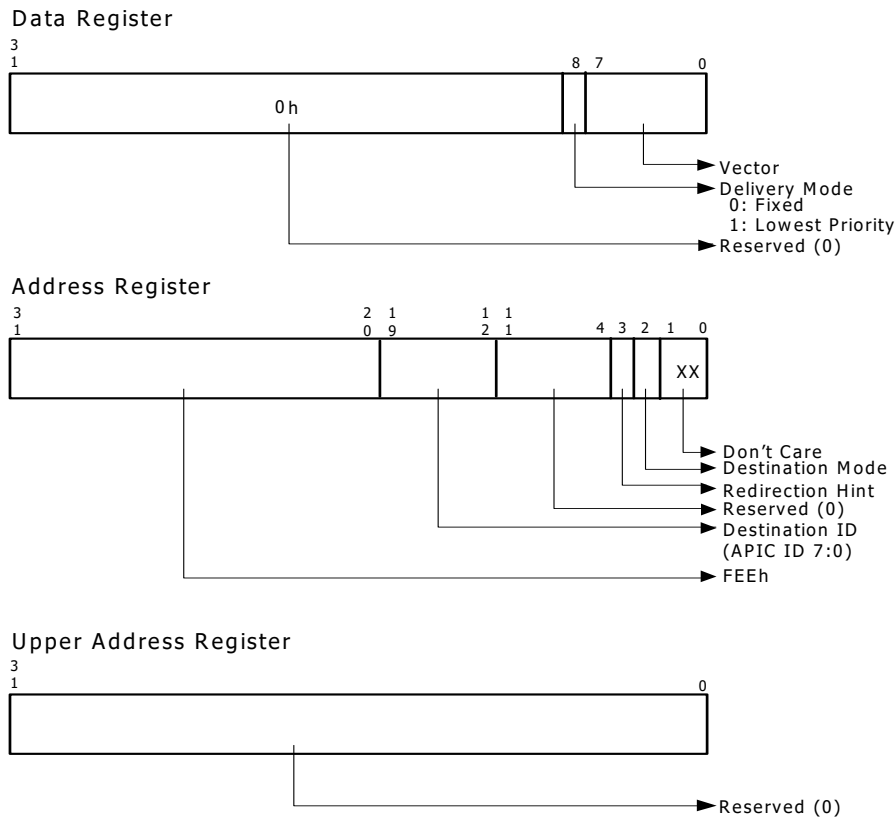 Data Register
3
1 8 7 0
0h
Vector
Delivery Mode
0: Fixed
1: Lowest Priority
Reserved (0)
Address Register
3 2 1 1 1
1 0 9 2 1 4 3 2 1 0
XX
Don't Care
Destination Mode
Redirection Hint
Reserved (0)
Destination ID
(APIC ID 7:0)
FEEh
Upper Address Register
3
1 0
Reserved (0)